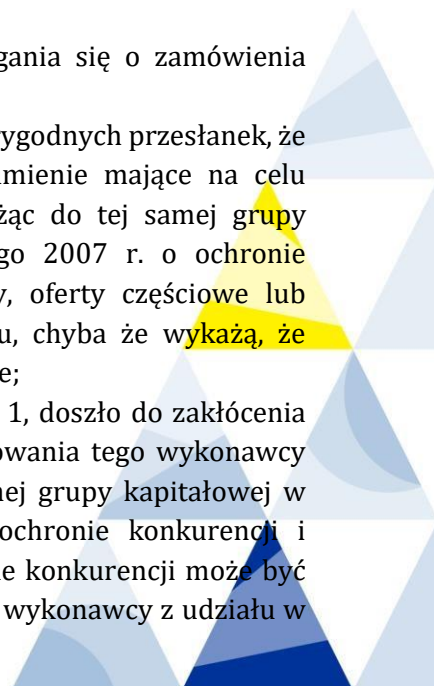 gania się o zamówienia
rygodnych przesłanek, że
umienie mające na celu
żąc do tej samej grupy
go 2007 r. o ochronie
y, oferty częściowe lub
u, chyba że wykażą, że
e;
1, doszło do zakłócenia
owania tego wykonawcy
nej grupy kapitałowej w
ochronie konkurencji i
e konkurencji może być
wykonawcy z udziału w